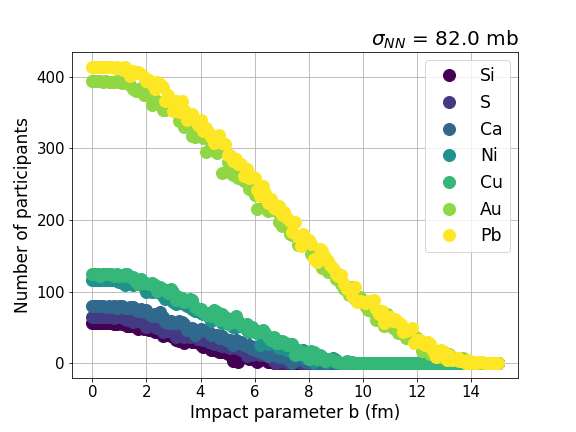 σNN = 82.0 mb
Number of participants
400
300
200
100
0
0 2 4 6 8 10 12 14
Impact parameter b (fm)
Si
S
Ca
Ni
Cu
Au
Pb